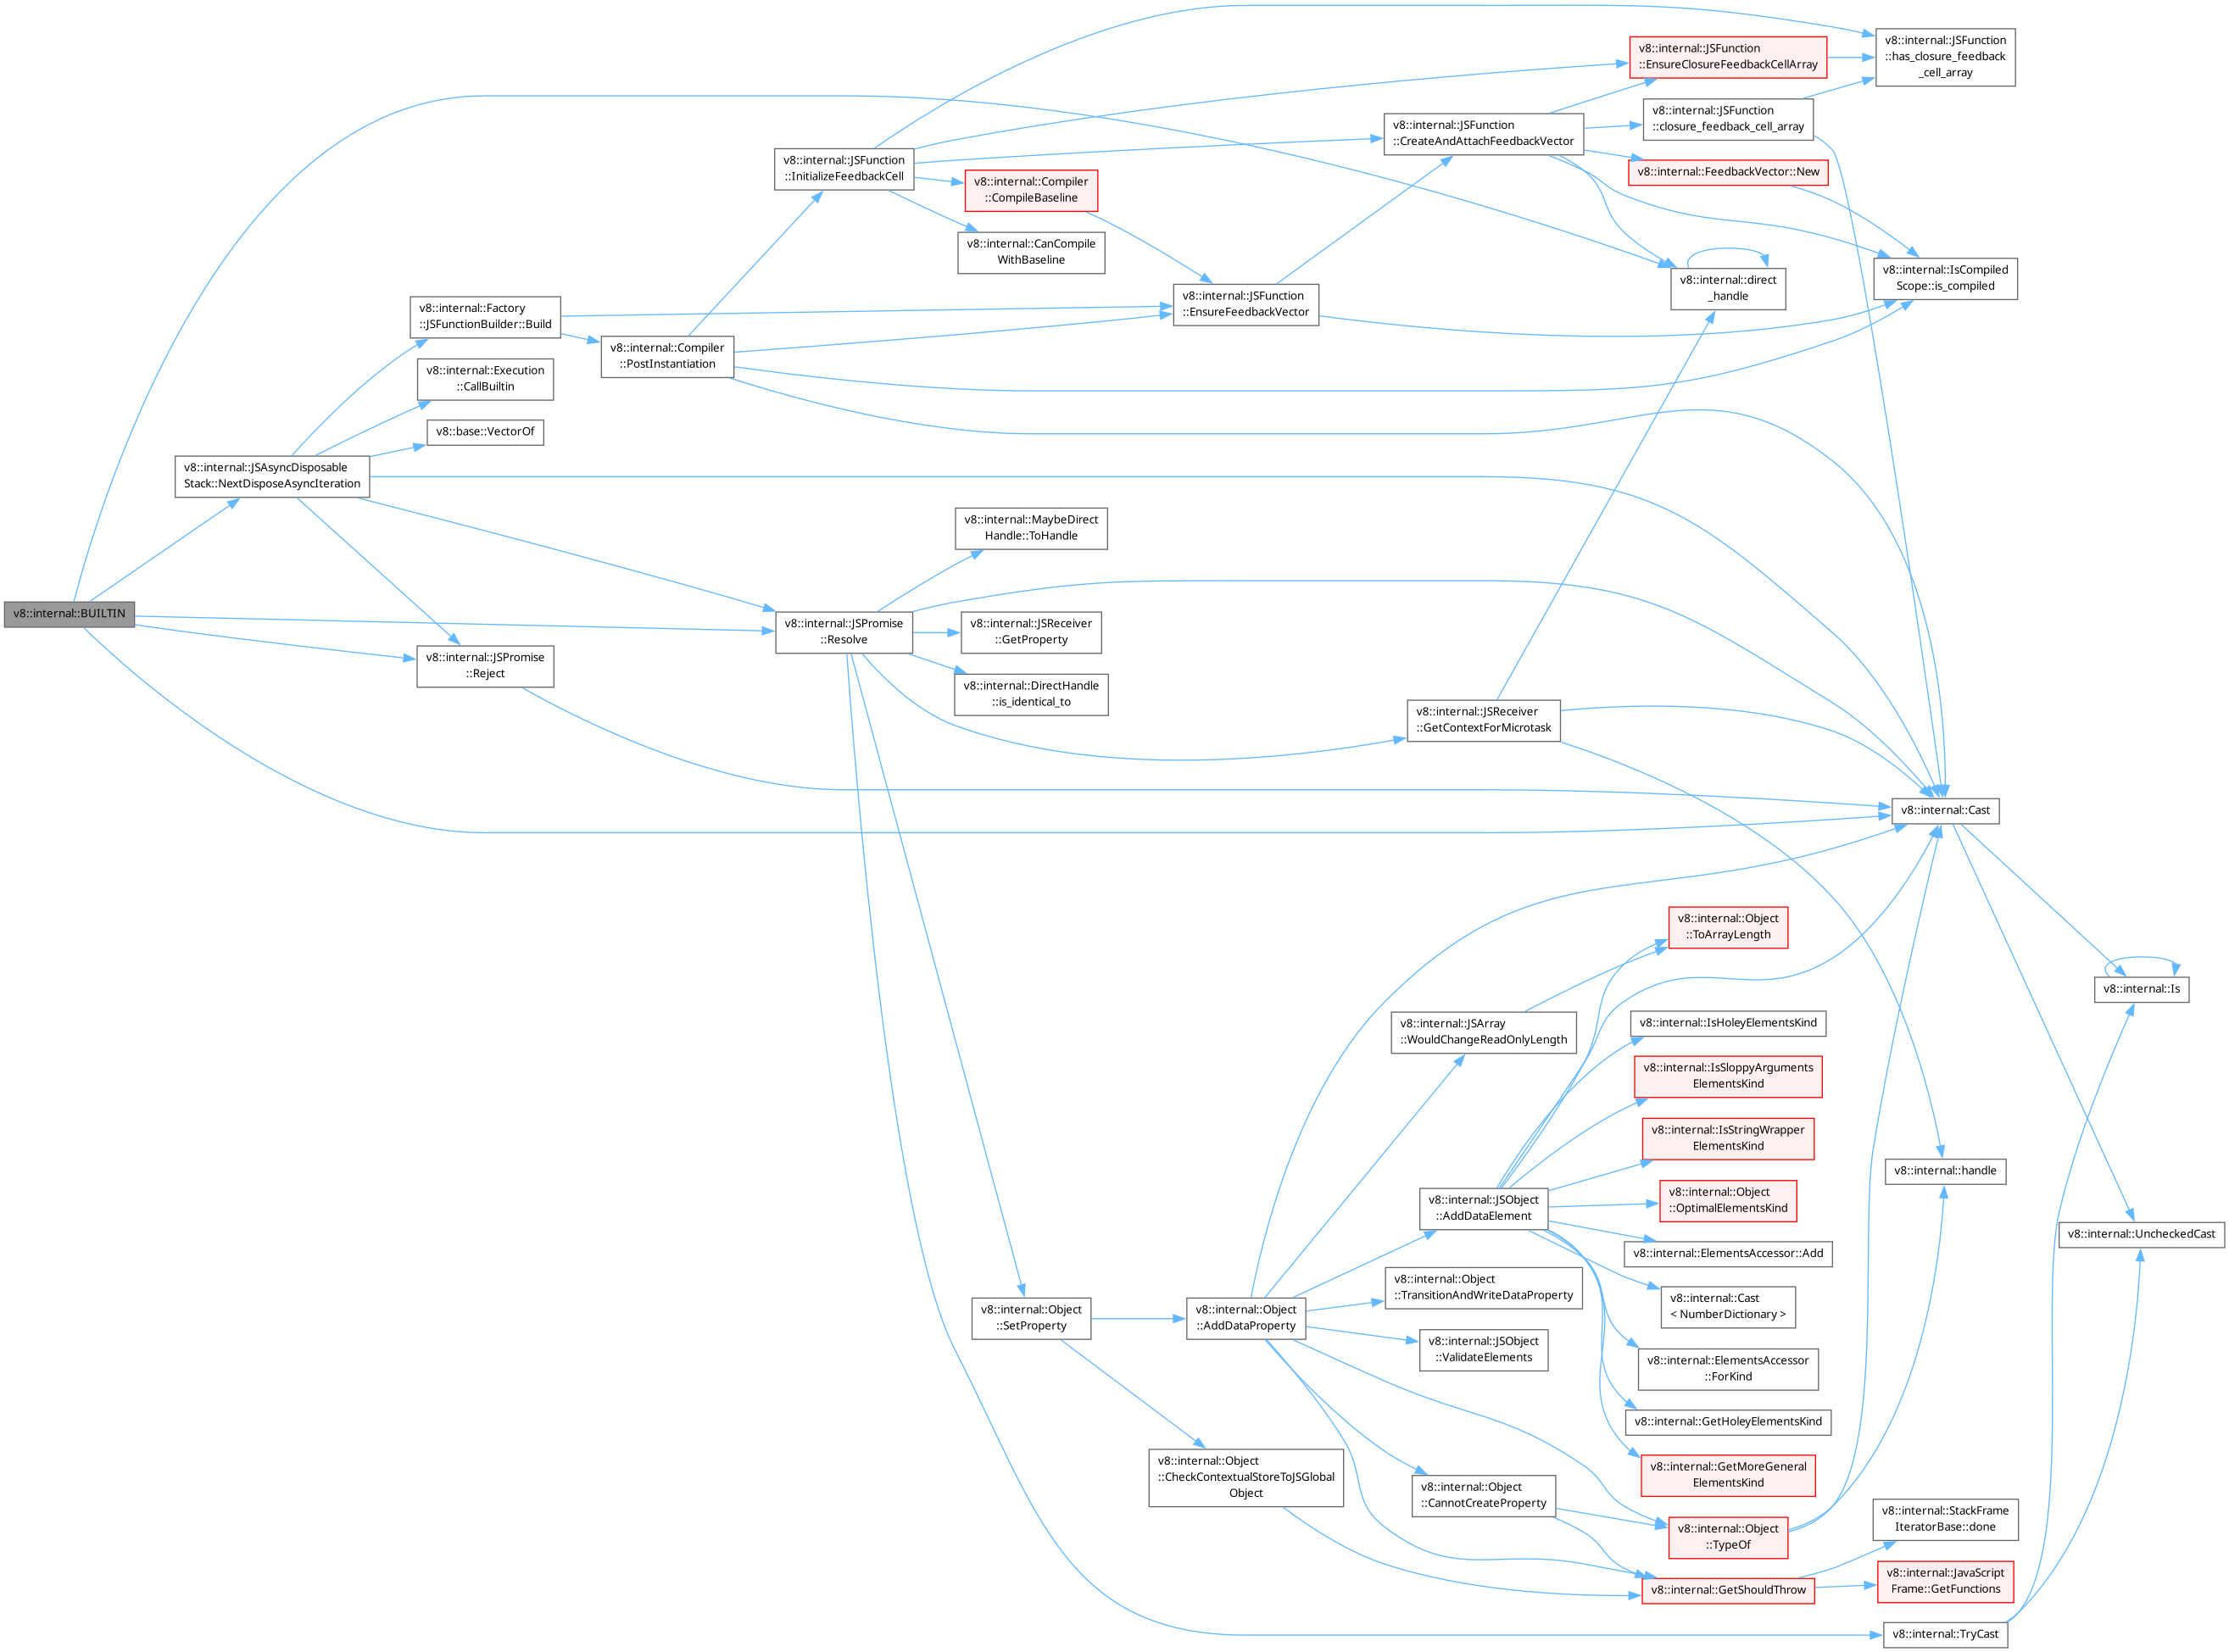 v8::internal::BUILTIN
v8::internal::JSAsyncDisposable
Stack::NextDisposeAsyncIteration
v8::internal::Factory
::JSFunctionBuilder::Build
v8::internal::Execution
::CallBuiltin
v8::base::VectorOf
v8::internal::JSPromise
::Reject
v8::internal::Compiler
::PostInstantiation
v8::internal::JSFunction
::InitializeFeedbackCell
v8::internal::JSPromise
::Resolve
v8::internal::Compiler
::CompileBaseline
v8::internal::CanCompile
WithBaseline
v8::internal::MaybeDirect
Handle::ToHandle
v8::internal::JSReceiver
::GetProperty
v8::internal::DirectHandle
::is_identical_to
v8::internal::Object
::SetProperty
v8::internal::JSFunction
::EnsureFeedbackVector
v8::internal::Object
::AddDataProperty
v8::internal::Object
::CheckContextualStoreToJSGlobal
Object
v8::internal::JSFunction
::CreateAndAttachFeedbackVector
v8::internal::JSReceiver
::GetContextForMicrotask
v8::internal::JSArray
::WouldChangeReadOnlyLength
v8::internal::JSObject
::AddDataElement
v8::internal::Object
::TransitionAndWriteDataProperty
v8::internal::JSObject
::ValidateElements
v8::internal::Object
::CannotCreateProperty
v8::internal::JSFunction
::EnsureClosureFeedbackCellArray
v8::internal::JSFunction
::closure_feedback_cell_array
v8::internal::FeedbackVector::New
v8::internal::direct
_handle
v8::internal::Object
::ToArrayLength
v8::internal::IsHoleyElementsKind
v8::internal::IsSloppyArguments
ElementsKind
v8::internal::IsStringWrapper
ElementsKind
v8::internal::Object
::OptimalElementsKind
v8::internal::ElementsAccessor::Add
v8::internal::Cast
< NumberDictionary >
v8::internal::ElementsAccessor
::ForKind
v8::internal::GetHoleyElementsKind
v8::internal::GetMoreGeneral
ElementsKind
v8::internal::Object
::TypeOf
v8::internal::GetShouldThrow
v8::internal::JSFunction
::has_closure_feedback
_cell_array
v8::internal::IsCompiled
Scope::is_compiled
v8::internal::Cast
v8::internal::handle
v8::internal::StackFrame
IteratorBase::done
v8::internal::JavaScript
Frame::GetFunctions
v8::internal::TryCast
v8::internal::Is
v8::internal::UncheckedCast